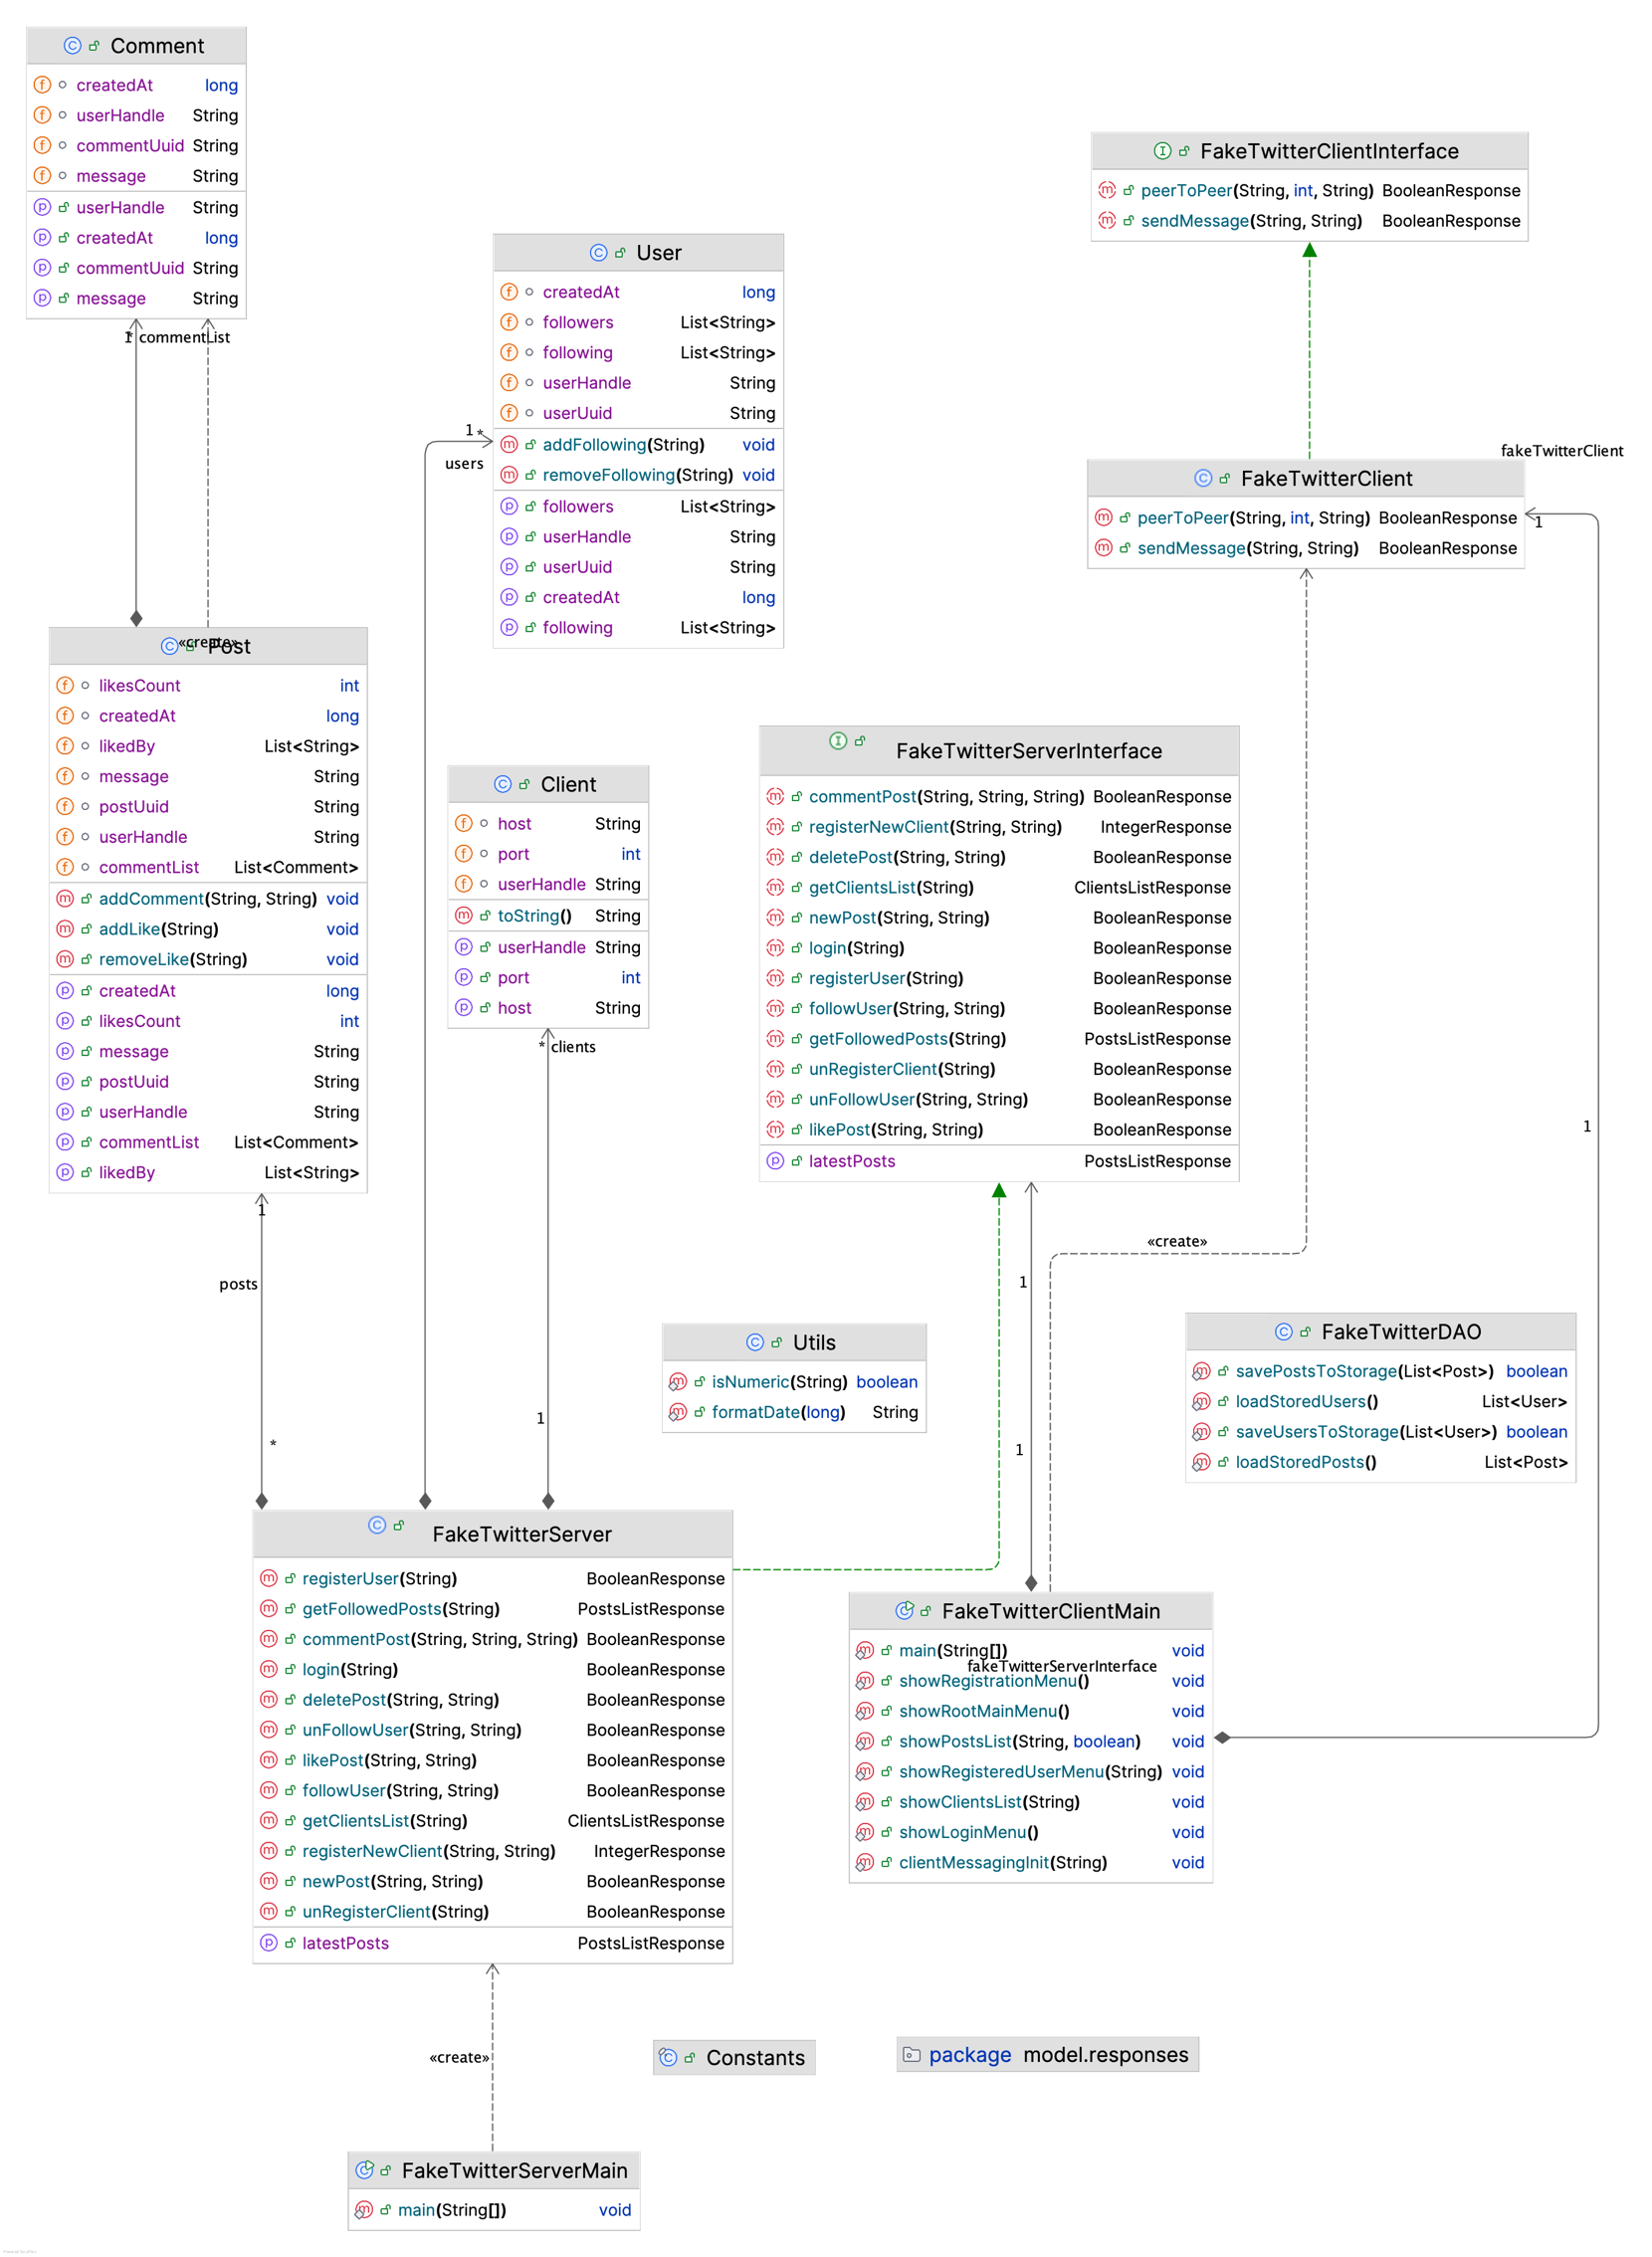 Comment
createdAt long
userHandle String
commentUuid String
message String
userHandle String
createdAt long
commentUuid String
message String
1 * commentList
«create»
FakeTwitterClientInterface
peerToPeer(String, int, String) BooleanResponse
sendMessage(String, String) BooleanResponse
User
createdAt long
followers List<String>
following List<String>
userHandle String
userUuid String
addFollowing(String) void
removeFollowing(String) void
followers List<String>
userHandle String
userUuid String
createdAt long
following List<String>
1 *
users
fakeTwitterClient
FakeTwitterClient
peerToPeer(String, int, String) BooleanResponse
sendMessage(String, String) BooleanResponse
1
Post
likesCount int
createdAt long
likedBy List<String>
message String
postUuid String
userHandle String
commentList List<Comment>
addComment(String, String) void
addLike(String) void
removeLike(String) void
createdAt long
likesCount int
message String
postUuid String
userHandle String
commentList List<Comment>
likedBy List<String>
1
posts
*
Client
host String
port int
userHandle String
toString() String
userHandle String
port int
host String
* clients
1
FakeTwitterServerInterface
commentPost(String, String, String) BooleanResponse
registerNewClient(String, String) IntegerResponse
deletePost(String, String) BooleanResponse
getClientsList(String) ClientsListResponse
newPost(String, String) BooleanResponse
login(String) BooleanResponse
registerUser(String) BooleanResponse
followUser(String, String) BooleanResponse
getFollowedPosts(String) PostsListResponse
unRegisterClient(String) BooleanResponse
unFollowUser(String, String) BooleanResponse
likePost(String, String) BooleanResponse
latestPosts PostsListResponse
1
«create»
1
1
Utils
isNumeric(String) boolean
formatDate(long) String
FakeTwitterDAO
savePostsToStorage(List<Post>) boolean
loadStoredUsers() List<User>
saveUsersToStorage(List<User>) boolean
loadStoredPosts() List<Post>
FakeTwitterServer
registerUser(String) BooleanResponse
getFollowedPosts(String) PostsListResponse
commentPost(String, String, String) BooleanResponse
login(String) BooleanResponse
deletePost(String, String) BooleanResponse
unFollowUser(String, String) BooleanResponse
likePost(String, String) BooleanResponse
followUser(String, String) BooleanResponse
getClientsList(String) ClientsListResponse
registerNewClient(String, String) IntegerResponse
newPost(String, String) BooleanResponse
unRegisterClient(String) BooleanResponse
latestPosts PostsListResponse
FakeTwitterClientMain
main(String[]) void
fakeTwitterServerInterface
showRegistrationMenu() void
showRootMainMenu() void
showPostsList(String, boolean) void
showRegisteredUserMenu(String) void
showClientsList(String) void
showLoginMenu() void
clientMessagingInit(String) void
«create»
Constants
package model.responses
FakeTwitterServerMain
main(String[]) void